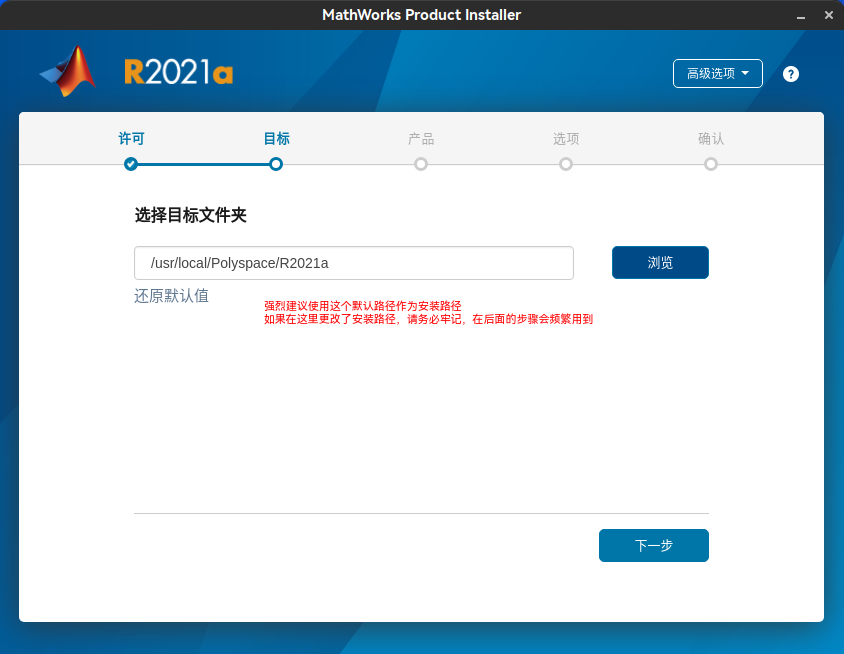 MathWorks Product Installer
R2021a
高级选项
?
许可
目标
产品
选项
确认
选择目标文件夹
/usr/local/Polyspace/R2021a
浏览
还原默认值
强烈建议使用这个默认路径作为安装路径
如果在这里更改了安装路径，请务必牢记，在后面的步骤会频繁用到
下一步